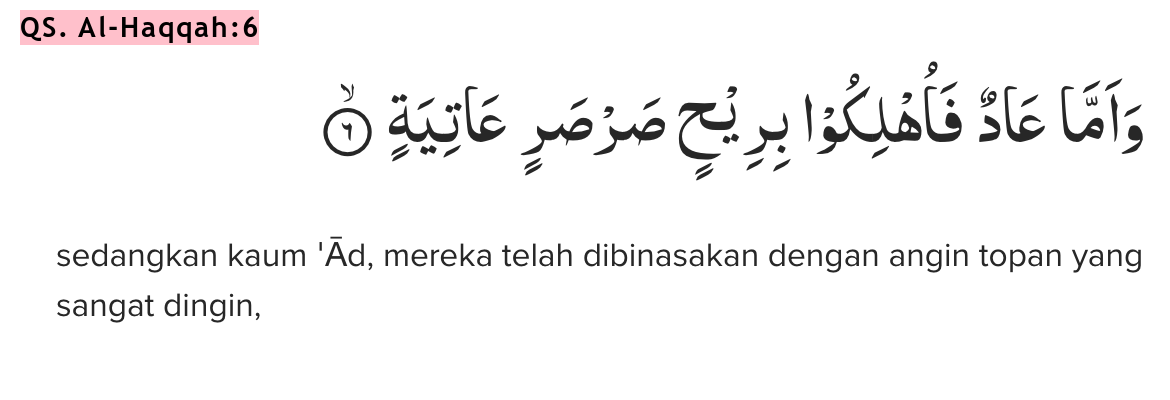 QS. Al-Haqqah:6
وَاَمَّا عَادٌ فَاُهْلِكُوْا بِرِيْحٍ صَرْصَرٍ عَاتِيَةٍۙ ٦
sedangkan kaum 'Ād, mereka telah dibinasakan dengan angin topan yang
sangat dingin,